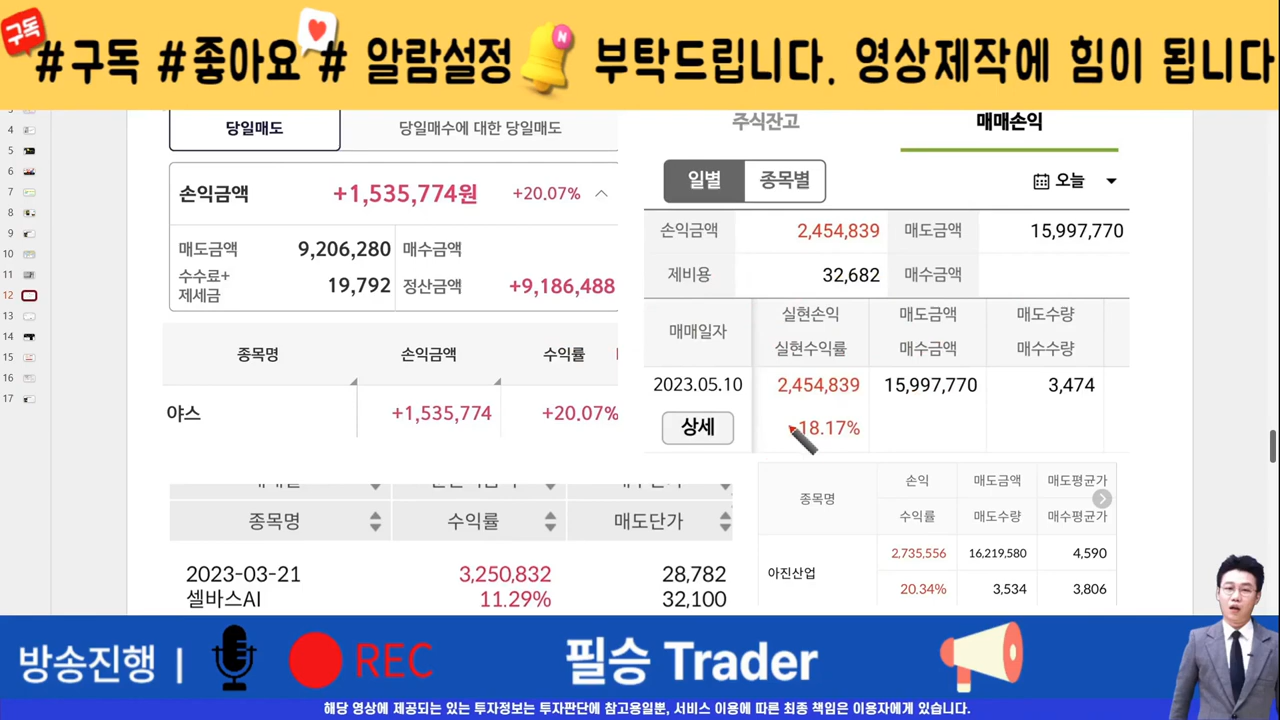 구독
#구독 #좋아요 # 알람설정 N 부탁드립니다. 영상제작에 힘이 됩니다
4
5
6
7
8
9
10
11
12
13
14
15
16
17
당일매도 당일매수에 대한 당일매도
손익금액 +1,535,774원 +20.07%
매도금액 9,206,280 매수금액
수수료+
제세금 19,792 정산금액 +9,186,488
종목명 손익금액 수익률
야스 +1,535,774 +20.07%
종목명 수익률 매도단가
2023-03-21 3,250,832 28,782
셀바스AI 11.29% 32,100
주식잔고 매매손익
일별 종목별 오늘
손익금액 2,454,839 매도금액 15,997,770
제비용 32,682 매수금액
매매일자 실현손익 매도금액 매도수량
실현수익률 매수금액 매수수량
2023.05.10 2,454,839 15,997,770 3,474
상세 18.17%
종목명 손익 매도금액 매도평균가
수익률 매도수량 매수평균가
아진산업 2,735,556 16,219,580 4,590
20.34% 3,534 3,806
방송진행 | REC 필승 Trader
해당 영상에 제공되는 있는 투자정보는 투자판단에 참고용일뿐, 서비스 이용에 따른 최종 책임은 이용자에게 있습니다.